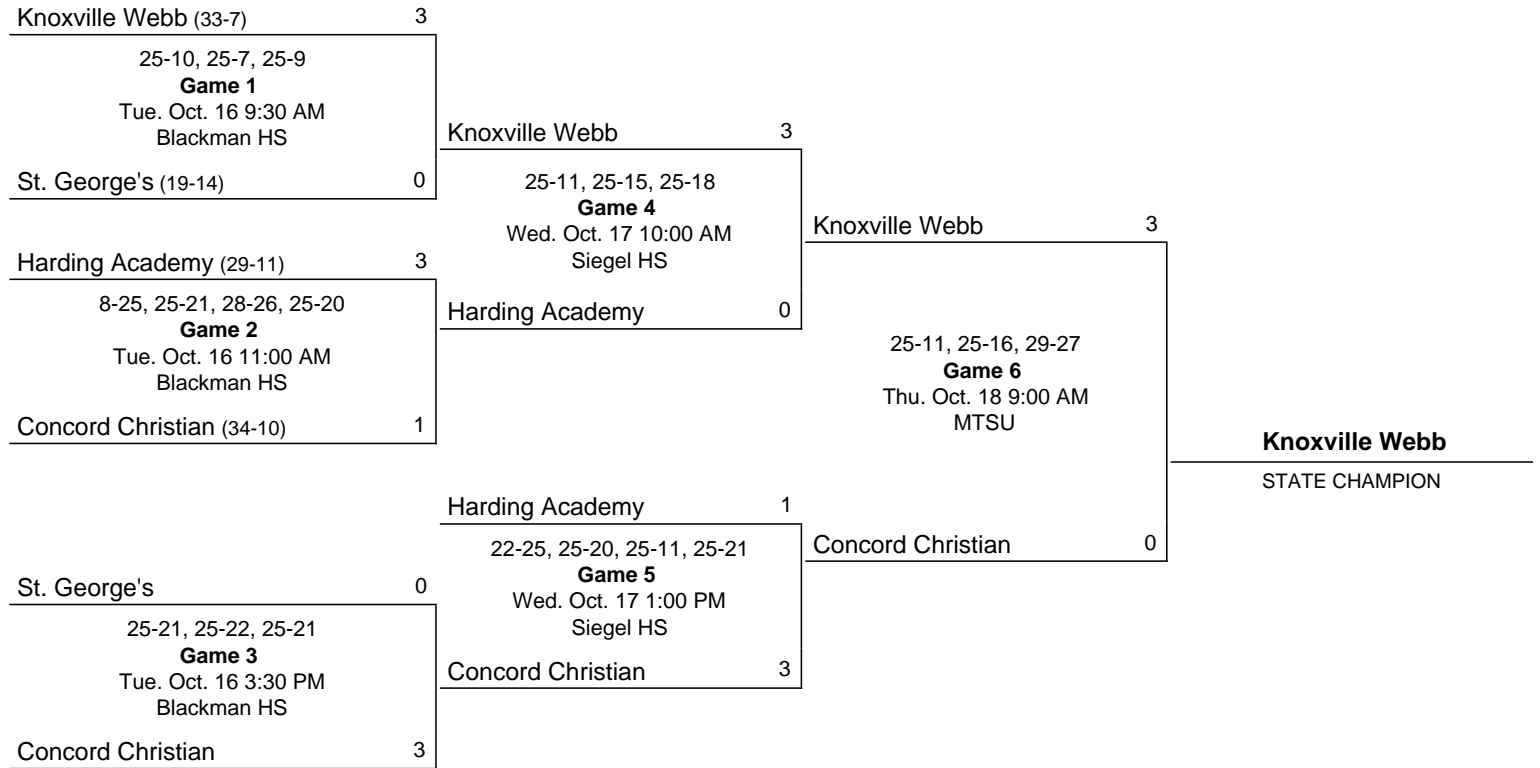 Knoxville Webb (33-7) 3
25-10, 25-7, 25-9
Game 1
Tue. Oct. 16 9:30 AM
Blackman HS
St. George's (19-14) 0
Harding Academy (29-11) 3
8-25, 25-21, 28-26, 25-20
Game 2
Tue. Oct. 16 11:00 AM
Blackman HS
Concord Christian (34-10) 1
St. George's 0
25-21, 25-22, 25-21
Game 3
Tue. Oct. 16 3:30 PM
Blackman HS
Concord Christian 3
Knoxville Webb 3
25-11, 25-15, 25-18
Game 4
Wed. Oct. 17 10:00 AM
Siegel HS
Harding Academy 0
Harding Academy 1
22-25, 25-20, 25-11, 25-21
Game 5
Wed. Oct. 17 1:00 PM
Siegel HS
Concord Christian 3
Knoxville Webb 3
25-11, 25-16, 29-27
Game 6
Thu. Oct. 18 9:00 AM
MTSU
Concord Christian 0
Knoxville Webb
STATE CHAMPION